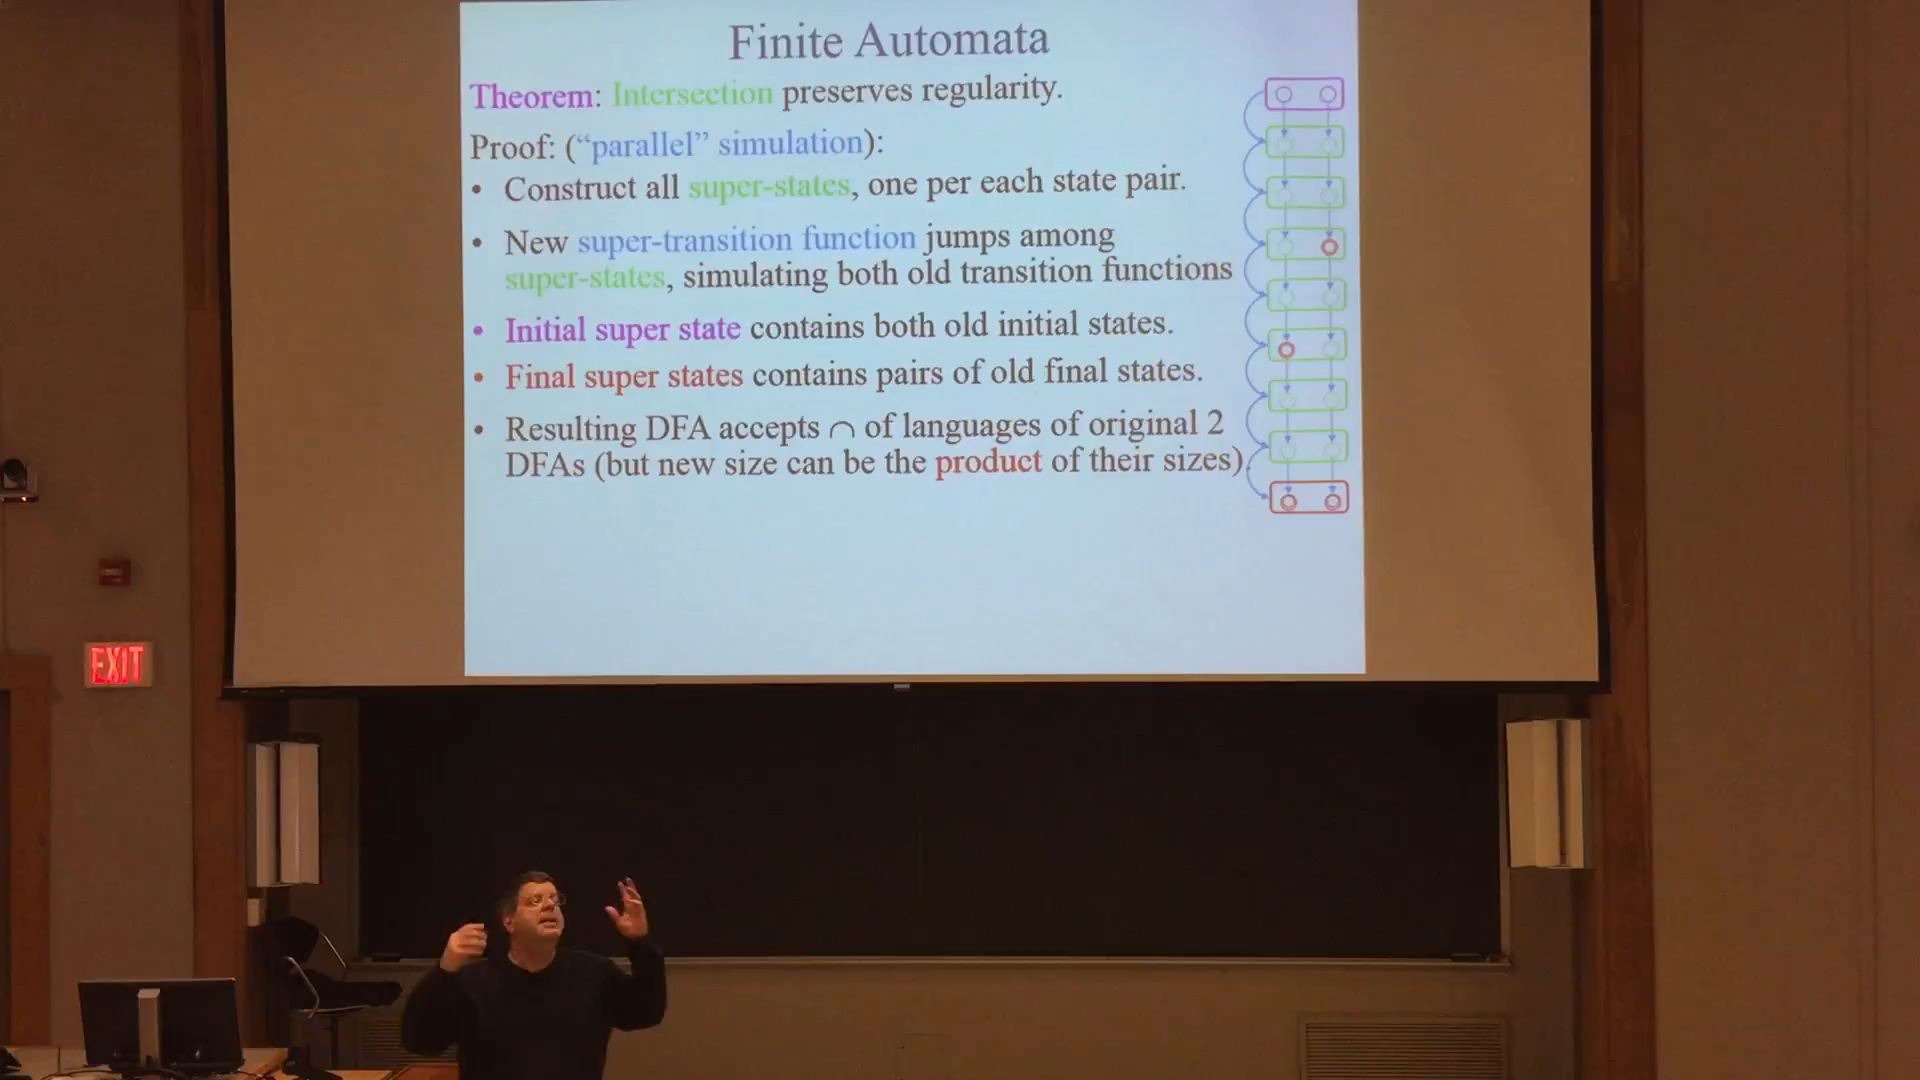 Finite Automata
Theorem: Intersection preserves regularity.
Proof: (“parallel” simulation):
• Construct all super-states, one per each state pair.
• New super-transition function jumps among
super-states, simulating both old transition functions
• Initial super state contains both old initial states.
• Final super states contains pairs of old final states.
• Resulting DFA accepts ∩ of languages of original 2
DFAs (but new size can be the product of their sizes)
EXIT